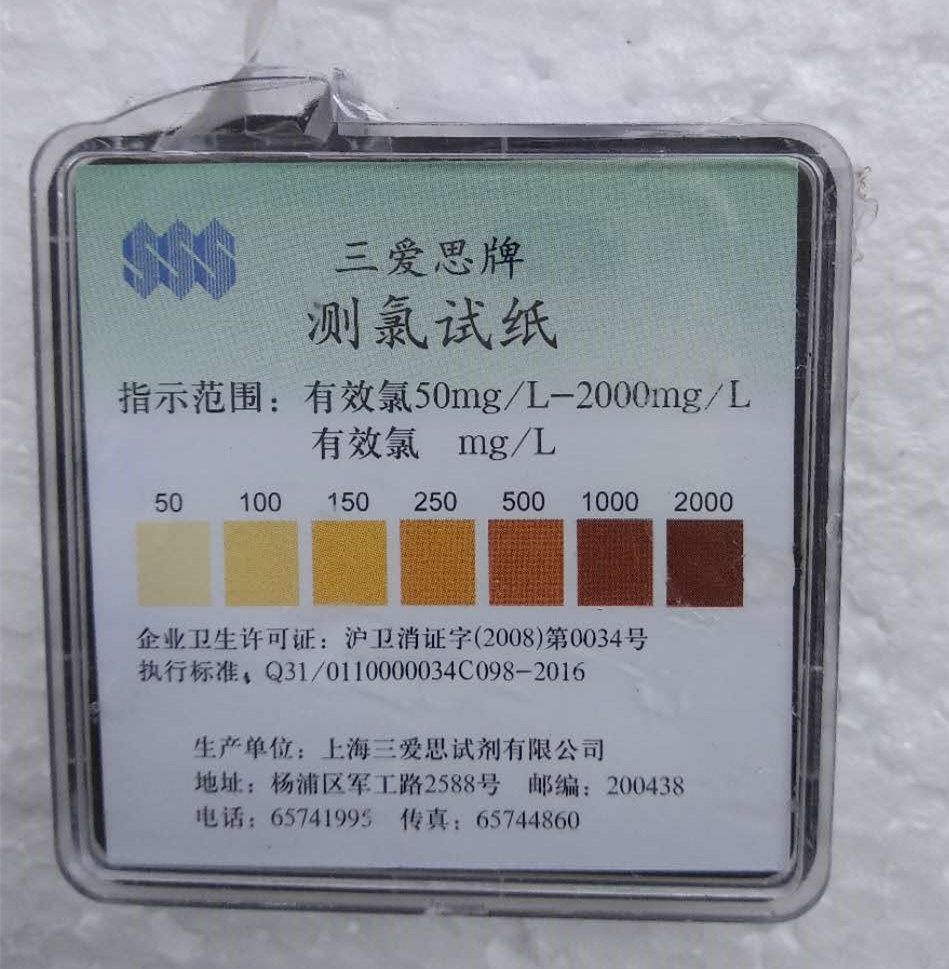 SSS
三爱思牌
测氯试纸
指示范围：有效氯50mg/L-2000mg/L
有效氯 mg/L
50 100 150 250 500 1000 2000
企业卫生许可证：沪卫消证字(2008)第0034号
执行标准：Q31/0110000034C098-2016
生产单位：上海三爱思试剂有限公司
地址：杨浦区军工路2588号 邮编：200438
电话：65741995 传真：65744860